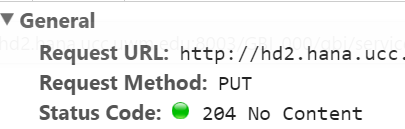 ▼ General
Request URL: http://hd2.hana.ucc.
Request Method: PUT
Status Code: 204 No Content